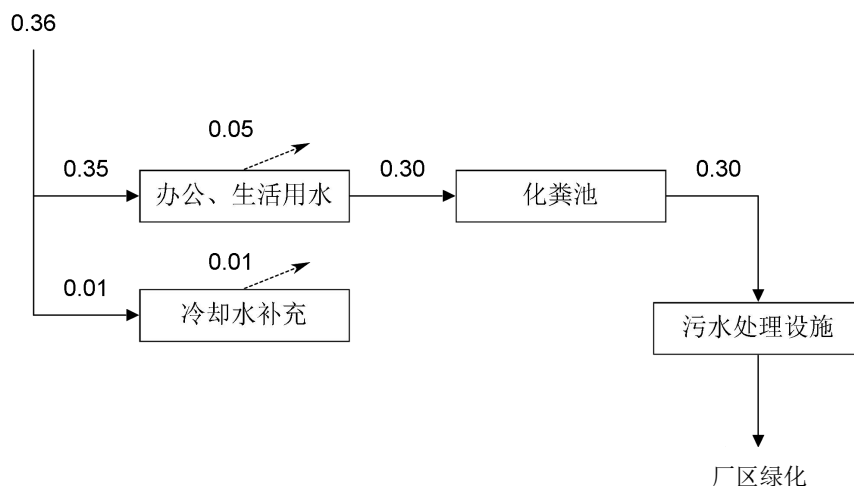 0.36
0.05
0.35
办公、生活用水
0.30
化粪池
0.30
0.01
0.01
冷却水补充
污水处理设施
厂区绿化